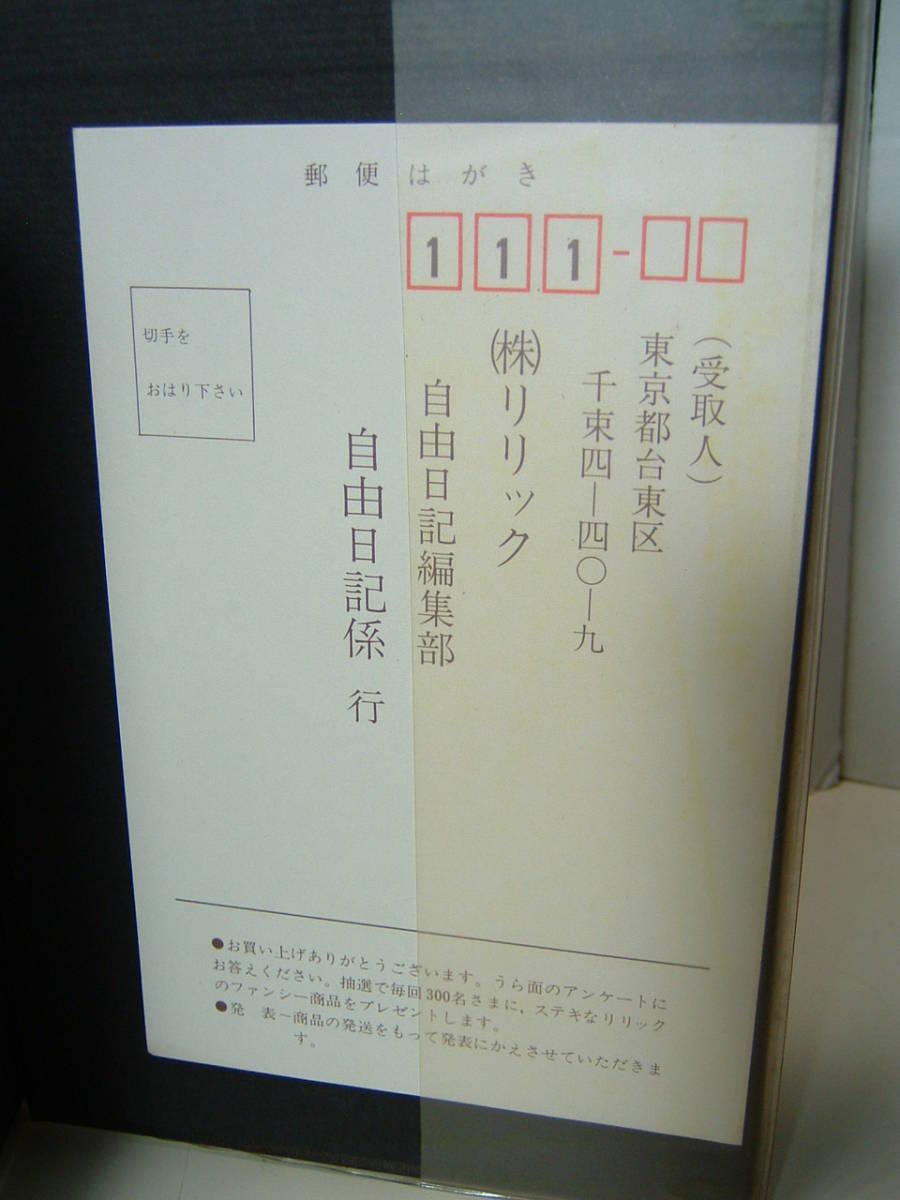 郵便はがき
111-
(受取人)
東京都台東区
千束四ー四〇ー九
㈱リリック
自由日記編集部
自由日記係 行
切手を
おはり下さい
●お買い上げありがとうございます。うら面のアンケートに
お答えください。抽選で毎回300名さまに,ステキなリリック
のファンシー商品をプレゼントします。
●発 表ー商品の発送をもって発表にかえさせていただきま
す。